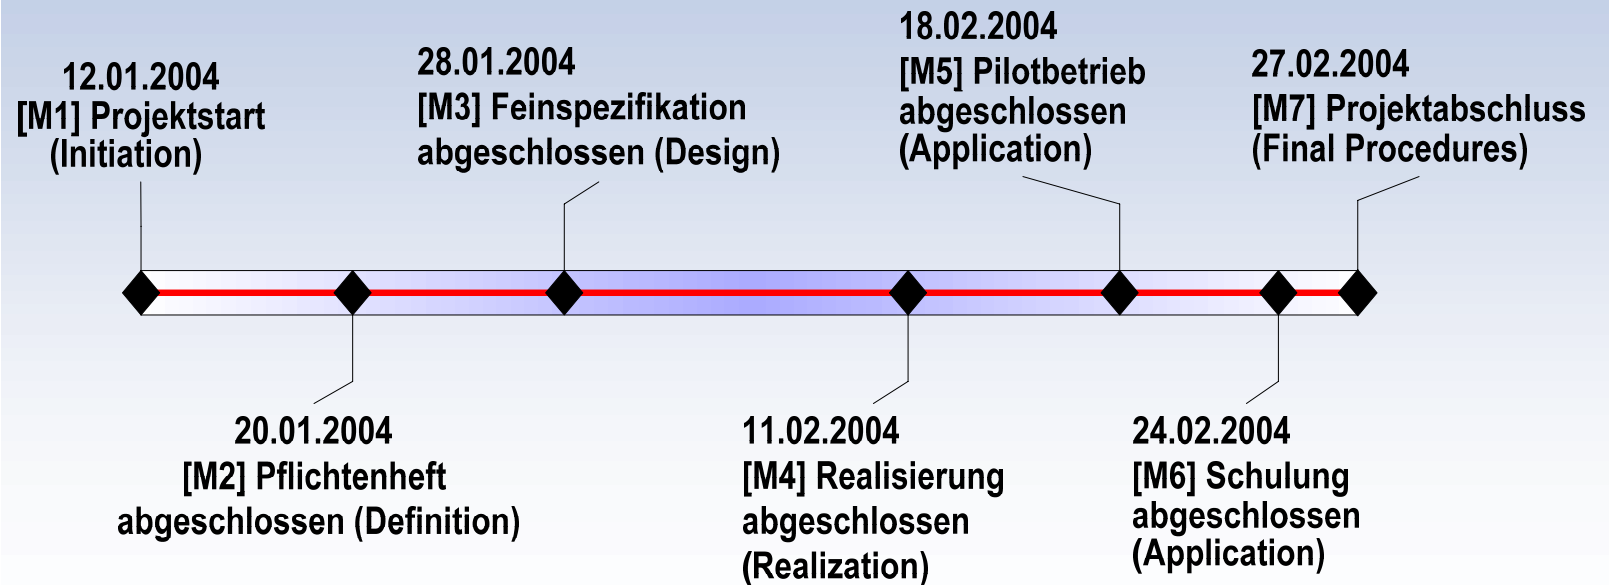 12.01.2004
[M1] Projektstart
(Initiation)
20.01.2004
[M2] Pflichtenheft
abgeschlossen (Definition)
28.01.2004
[M3] Feinspezifikation
abgeschlossen (Design)
11.02.2004
[M4] Realisierung
abgeschlossen
(Realization)
18.02.2004
[M5] Pilotbetrieb
abgeschlossen
(Application)
24.02.2004
[M6] Schulung
abgeschlossen
(Application)
27.02.2004
[M7] Projektabschluss
(Final Procedures)